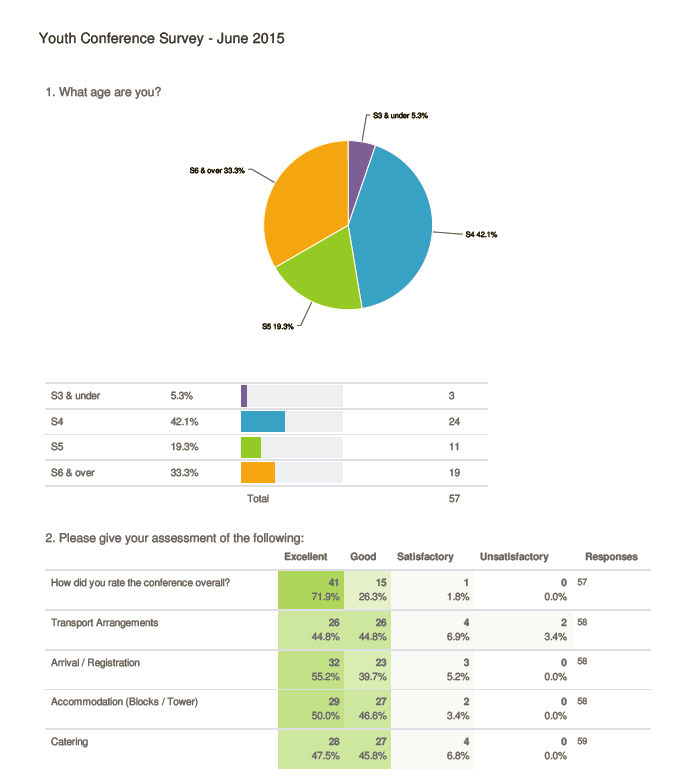 Youth Conference Survey - June 2015
1. What age are you?
S3 & under 5.3%
S6 & over 33.3%
S4 42.1%
S5 19.3%
S3 & under 5.3% 3
S4 42.1% 24
S5 19.3% 11
S6 & over 33.3% 19
Total 57
2. Please give your assessment of the following:
Excellent Good Satisfactory Unsatisfactory Responses
How did you rate the conference overall? 41 15 1 0 57
71.9% 26.3% 1.8% 0.0%
Transport Arrangements 26 26 4 2 58
44.8% 44.8% 6.9% 3.4%
Arrival / Registration 32 23 3 0 58
55.2% 39.7% 5.2% 0.0%
Accommodation (Blocks / Tower) 29 27 2 0 58
50.0% 46.6% 3.4% 0.0%
Catering 28 27 4 0 59
47.5% 45.8% 6.8% 0.0%